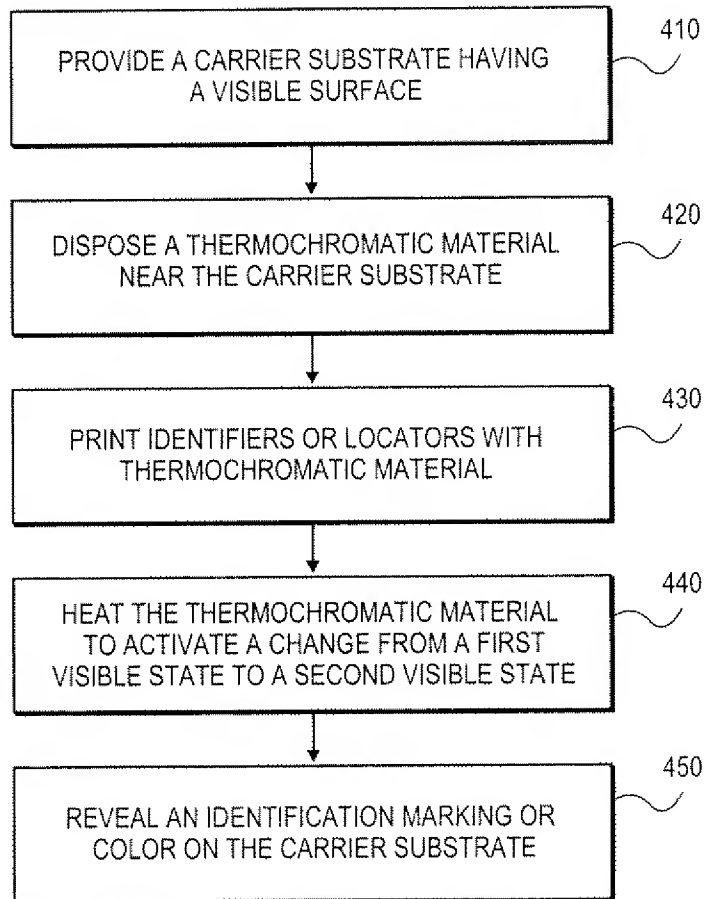 410
PROVIDE A CARRIER SUBSTRATE HAVING
A VISIBLE SURFACE
420
DISPOSE A THERMOCHROMATIC MATERIAL
NEAR THE CARRIER SUBSTRATE
430
PRINT IDENTIFIERS OR LOCATORS WITH
THERMOCHROMATIC MATERIAL
440
HEAT THE THERMOCHROMATIC MATERIAL
TO ACTIVATE A CHANGE FROM A FIRST
VISIBLE STATE TO A SECOND VISIBLE STATE
450
REVEAL AN IDENTIFICATION MARKING OR
COLOR ON THE CARRIER SUBSTRATE